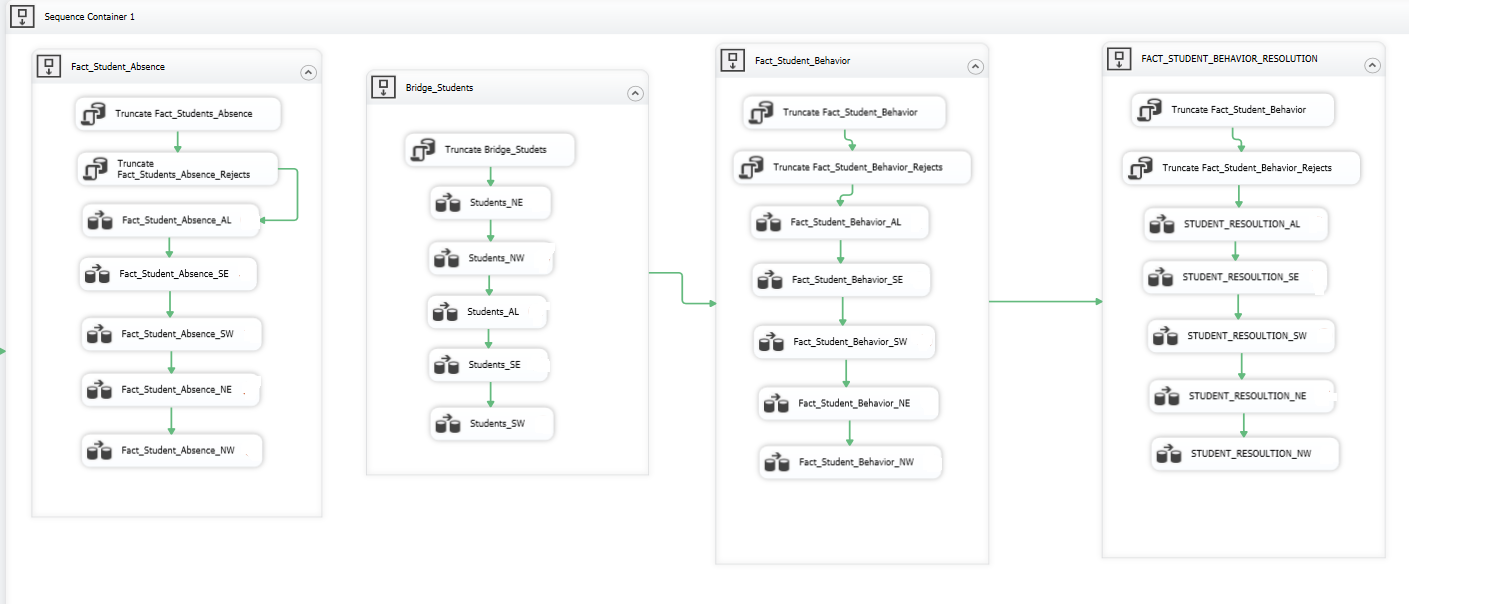 Sequence Container 1
Fact_Student_Absence
Truncate Fact_Students_Absence
Truncate
Fact_Students_Absence_Rejects
Fact_Student_Absence_AL
Fact_Student_Absence_SE
Fact_Student_Absence_SW
Fact_Student_Absence_NE
Fact_Student_Absence_NW
Bridge_Students
Truncate Bridge_Studets
Students_NE
Students_NW
Students_AL
Students_SE
Students_SW
Fact_Student_Behavior
Truncate Fact_Student_Behavior
Truncate Fact_Student_Behavior_Rejects
Fact_Student_Behavior_AL
Fact_Student_Behavior_SE
Fact_Student_Behavior_SW
Fact_Student_Behavior_NE
Fact_Student_Behavior_NW
FACT_STUDENT_BEHAVIOR_RESOLUTION
Truncate Fact_Student_Behavior
Truncate Fact_Student_Behavior_Rejects
STUDENT_RESOULTION_AL
STUDENT_RESOULTION_SE
STUDENT_RESOULTION_SW
STUDENT_RESOULTION_NE
STUDENT_RESOULTION_NW